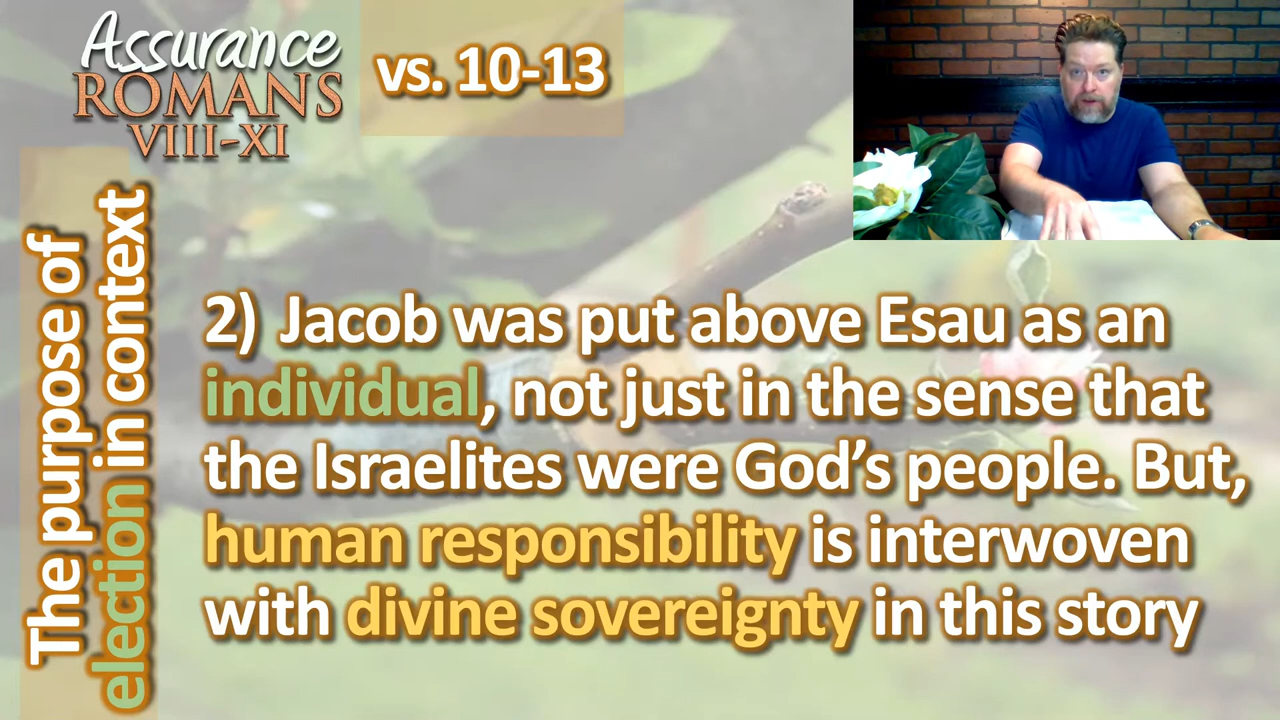 Assurance
ROMANS
VIII-XI
vs. 10-13
The purpose of
election in context
2) Jacob was put above Esau as an
individual, not just in the sense that
the Israelites were God’s people. But,
human responsibility is interwoven
with divine sovereignty in this story